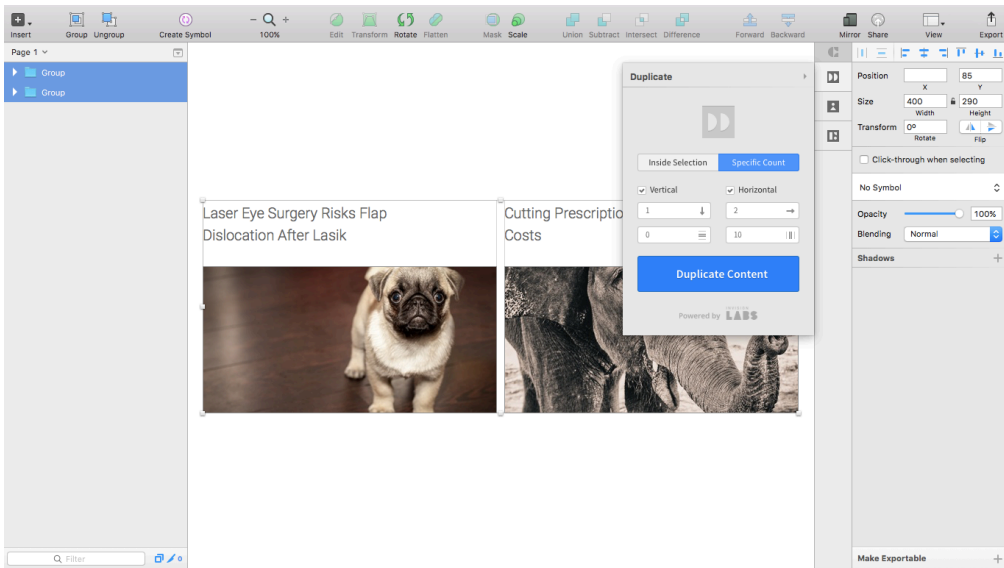 Insert
Group Ungroup
Create Symbol
100%
Edit Transform Rotate Flatten
Mask Scale
Union Subtract Intersect Difference
Forward Backward
Mirror Share
View
Export
Page 1
Group
Group
Filter
0
Laser Eye Surgery Risks Flap
Dislocation After Lasik
Cutting Prescriptio
Costs
Duplicate
Inside Selection Specific Count
Vertical Horizontal
1 2
0 10
Duplicate Content
Powered by LABS
Position 85
X Y
Size 400 290
Width Height
Transform 0º
Rotate Flip
Click-through when selecting
No Symbol
Opacity 100%
Blending Normal
Shadows
Make Exportable